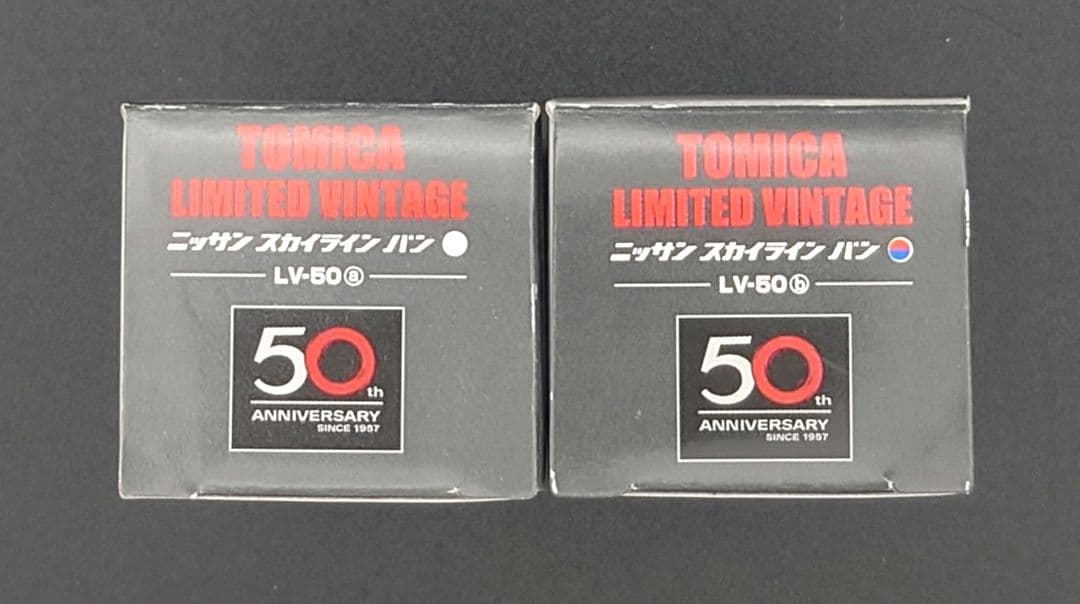 TOMICA
LIMITED VINTAGE
ニッサン スカイライン バン
LV-50ⓐ
50th
ANNIVERSARY
SINCE 1957
TOMICA
LIMITED VINTAGE
ニッサン スカイライン バン
LV-50ⓑ
50th
ANNIVERSARY
SINCE 1957